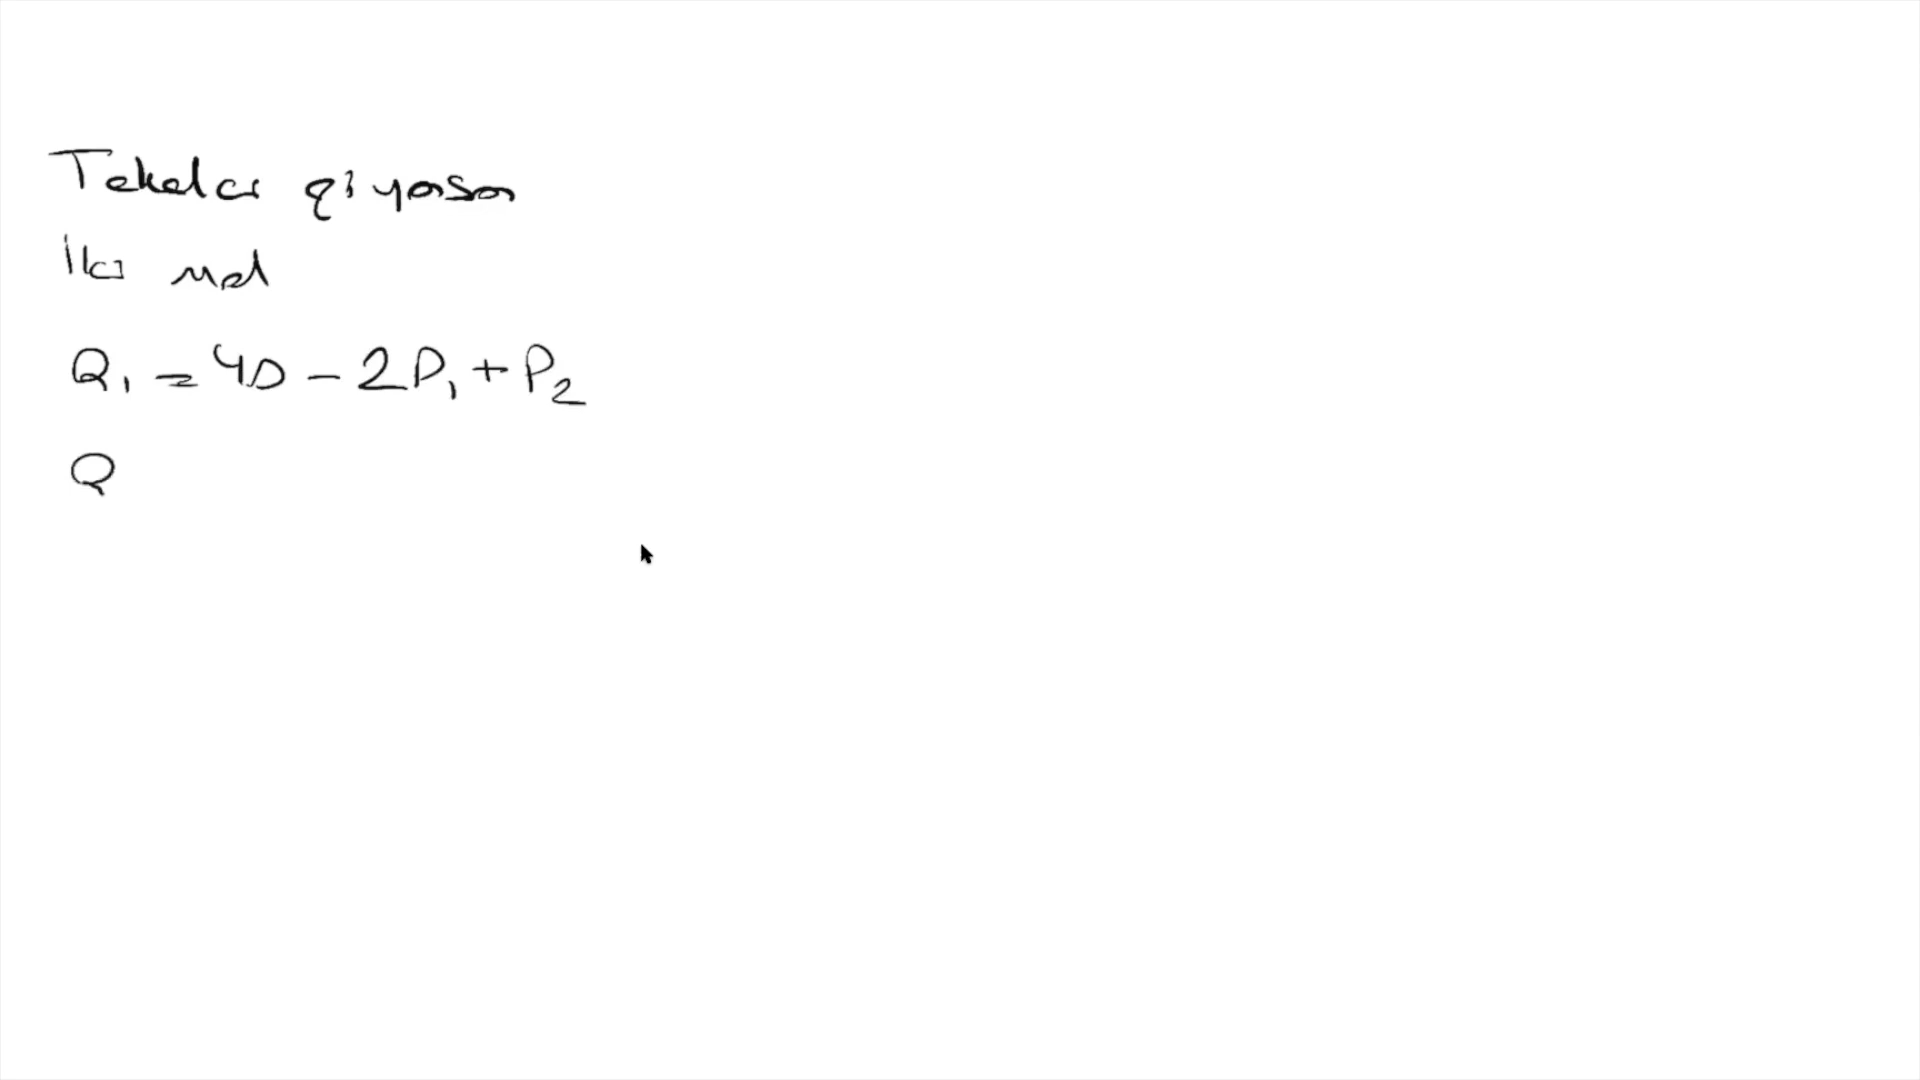 Tekelci piyasa
İki mal
Q₁ = 40 - 2P₁ + P₂
Q